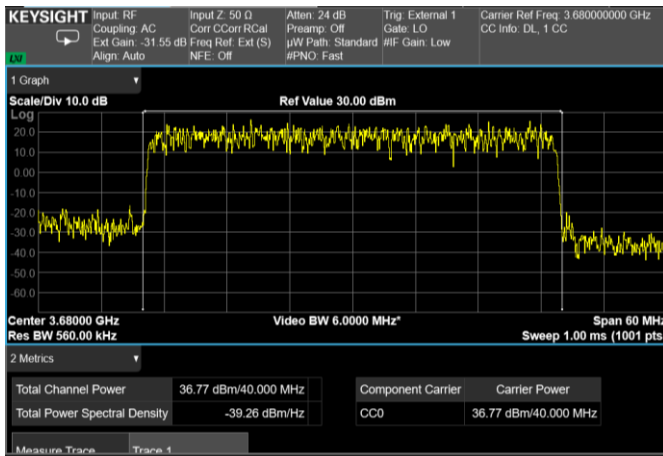 KEYSIGHT Input: RF Input Z: 50 Ω Atten: 24 dB Trig: External 1 Carrier Ref Freq: 3.680000000 GHz
Coupling: AC Corr CCorr RCal Preamp: Off Gate: LO CC Info: DL, 1 CC
Ext Gain: -31.55 dB Freq Ref: Ext (S) µW Path: Standard #IF Gain: Low
LXI Align: Auto NFE: Off #PNO: Fast
1 Graph
Scale/Div 10.0 dB Ref Value 30.00 dBm
Log
20.0
10.0
0.00
-10.0
-20.0
-30.0
-40.0
-50.0
-60.0
Center 3.68000 GHz Video BW 6.0000 MHz* Span 60 MHz
Res BW 560.00 kHz Sweep 1.00 ms (1001 pts
2 Metrics
Total Channel Power 36.77 dBm/40.000 MHz Component Carrier Carrier Power
Total Power Spectral Density -39.26 dBm/Hz CC0 36.77 dBm/40.000 MHz
Measure Trace Trace 1